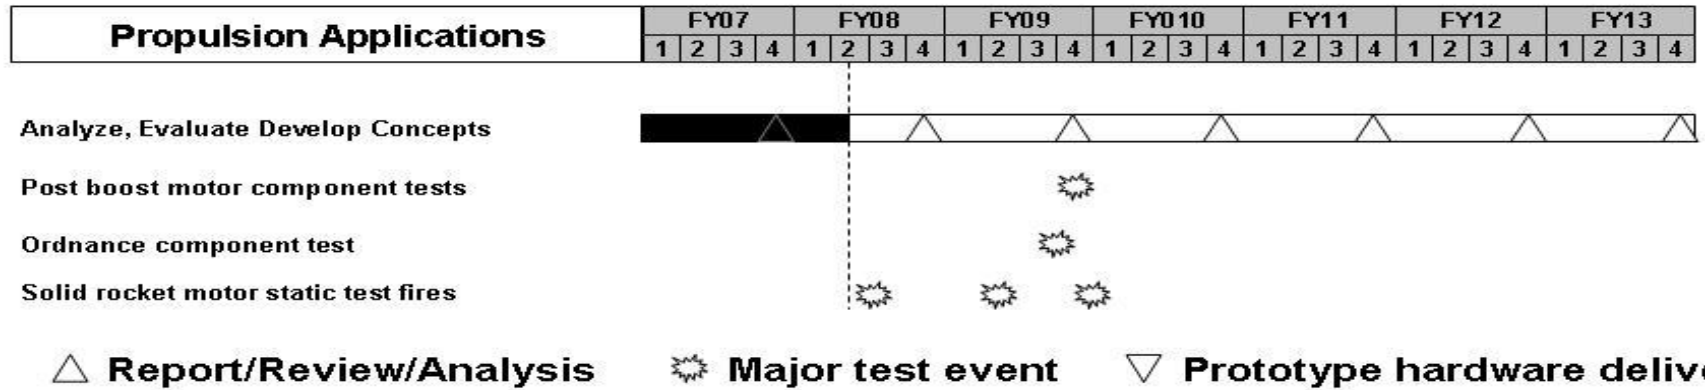 Propulsion Applications FY07 FY08 FY09 FY010 FY11 FY12 FY13
1 2 3 4 1 2 3 4 1 2 3 4 1 2 3 4 1 2 3 4 1 2 3 4 1 2 3 4
Analyze, Evaluate Develop Concepts
Post boost motor component tests
Ordnance component test
Solid rocket motor static test fires
Report/Review/Analysis Major test event Prototype hardware